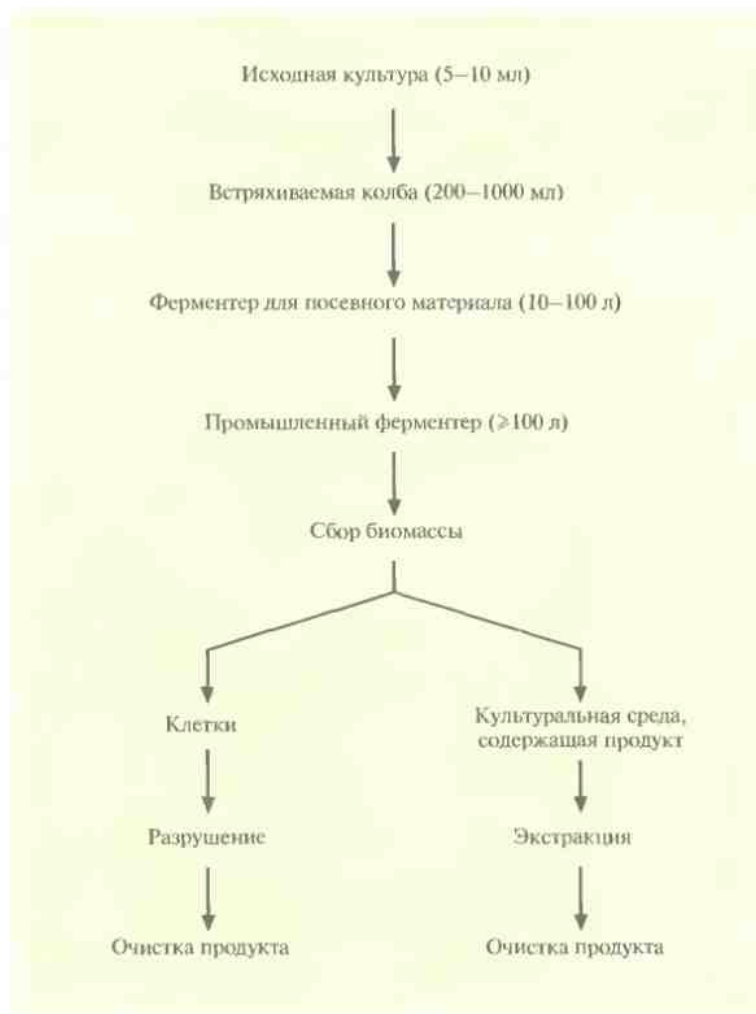 Исходная культура (5–10 мл)
Встряхиваемая колба (200–1000 мл)
Ферментер для посевного материала (10–100 л)
Промышленный ферментер (⩾100 л)
Сбор биомассы
Клетки
Культуральная среда,
содержащая продукт
Разрушение
Экстракция
Очистка продукта
Очистка продукта